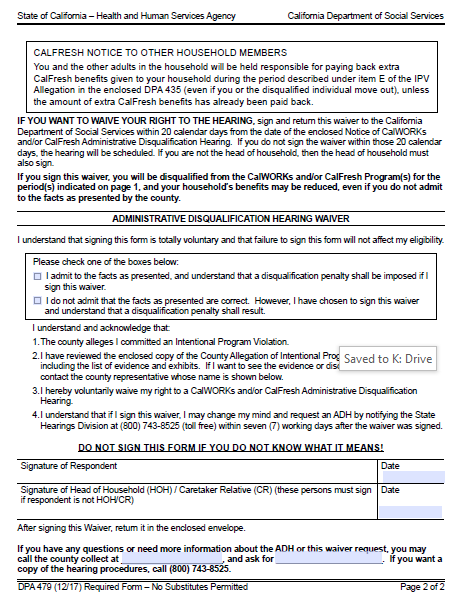 State of California – Health and Human Services Agency California Department of Social Services
CALFRESH NOTICE TO OTHER HOUSEHOLD MEMBERS
You and the other adults in the household will be held responsible for paying back extra
CalFresh benefits given to your household during the period described under item E of the IPV
Allegation in the enclosed DPA 435 (even if you or the disqualified individual move out), unless
the amount of extra CalFresh benefits has already been paid back.
IF YOU WANT TO WAIVE YOUR RIGHT TO THE HEARING, sign and return this waiver to the California
Department of Social Services within 20 calendar days from the date of the enclosed Notice of CalWORKs
and/or CalFresh Administrative Disqualification Hearing. If you do not sign the waiver within those 20 calendar
days, the hearing will be scheduled. If you are not the head of household, then the head of household must
also sign.
If you sign this waiver, you will be disqualified from the CalWORKs and/or CalFresh Program(s) for the
period(s) indicated on page 1, and your household's benefits may be reduced, even if you do not admit
to the facts as presented by the county.
ADMINISTRATIVE DISQUALIFICATION HEARING WAIVER
I understand that signing this form is totally voluntary and that failure to sign this form will not affect my eligibility.
Please check one of the boxes below:
I admit to the facts as presented, and understand that a disqualification penalty shall be imposed if I
sign this waiver.
I do not admit that the facts as presented are correct. However, I have chosen to sign this waiver
and understand that a disqualification penalty shall result.
I understand and acknowledge that:
1. The county alleges I committed an Intentional Program Violation.
2. I have reviewed the enclosed copy of the County Allegation of Intentional
including the list of evidence and exhibits. If I want to see the evidence or
contact the county representative whose name is shown below.
Saved to K: Drive
3. I hereby voluntarily waive my right to a CalWORKs and/or CalFresh Administrative Disqualification
Hearing.
4. I understand that if I sign this waiver, I may change my mind and request an ADH by notifying the State
Hearings Division at (800) 743-8525 (toll free) within seven (7) working days after the waiver was signed.
DO NOT SIGN THIS FORM IF YOU DO NOT KNOW WHAT IT MEANS!
Signature of Respondent Date
Signature of Head of Household (HOH) / Caretaker Relative (CR) (these persons must sign Date
if respondent is not HOH/CR)
After signing this Waiver, return it in the enclosed envelope.
If you have any questions or need more information about the ADH or this waiver request, you may
call the county collect at , and ask for . If you want a
copy of the hearing procedures, call (800) 743-8525.
DPA 479 (12/17) Required Form – No Substitutes Permitted Page 2 of 2